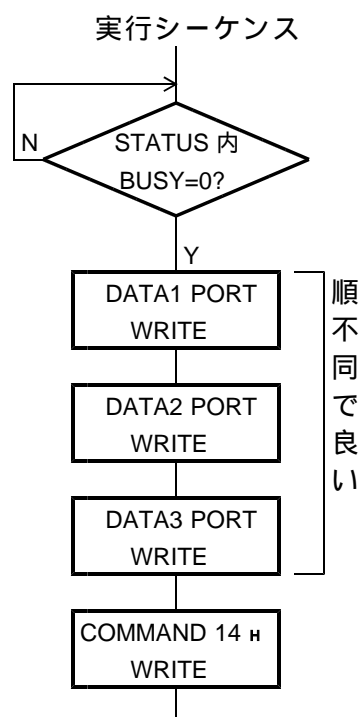 実行シーケンス
N
STATUS 内
BUSY=0?
Y
DATA1 PORT
WRITE
DATA2 PORT
WRITE
DATA3 PORT
WRITE
順不同で良い
COMMAND 14 H
WRITE